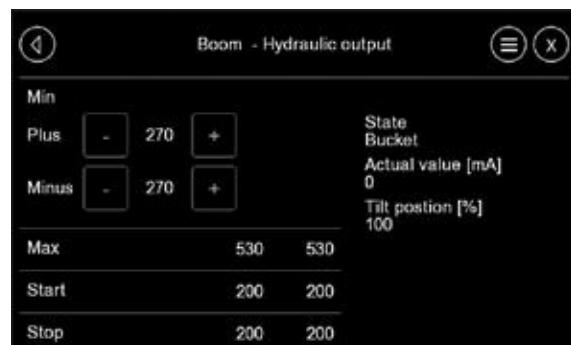 Boom - Hydraulic output
X
Min
Plus - 270 +
Minus - 270 +
Max 530 530
Start 200 200
Stop 200 200
State
Bucket
Actual value [mA]
0
Tilt postion [%]
100